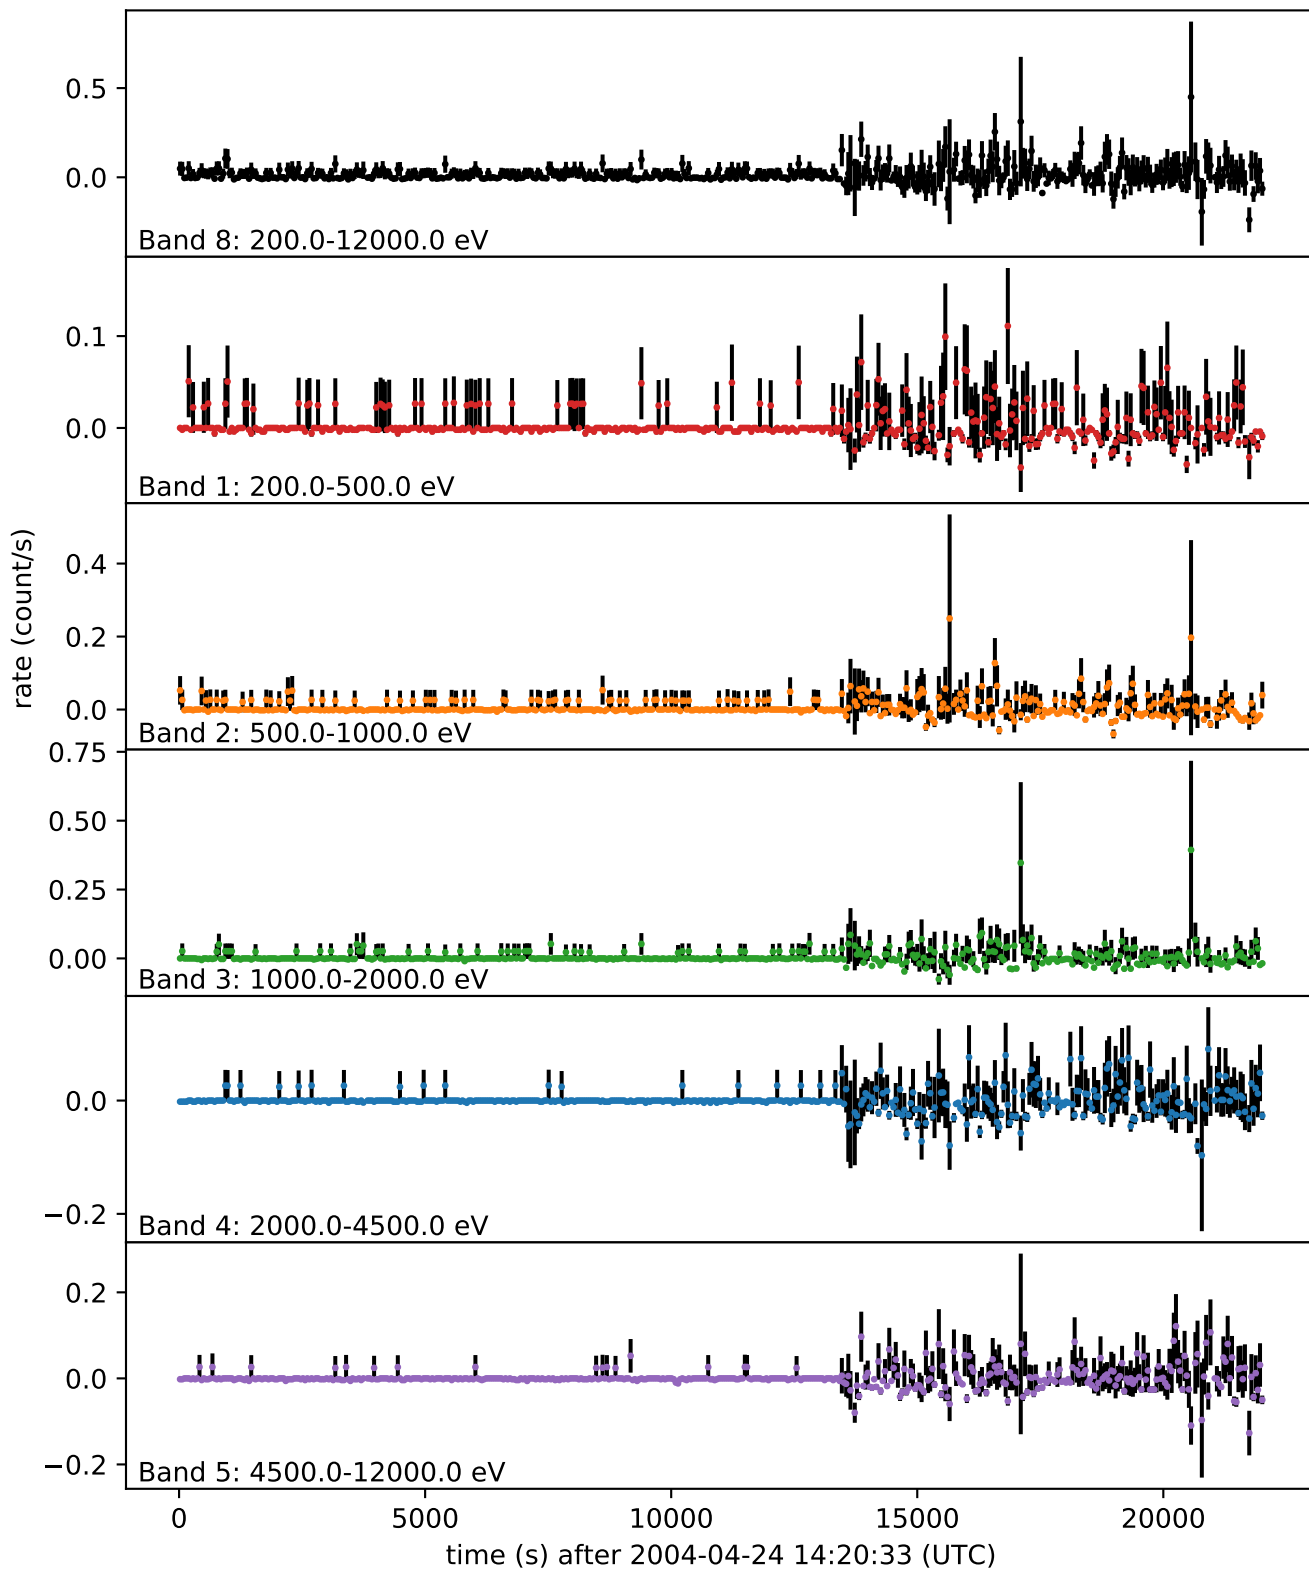 0.5
0.0
Band 8: 200.0-12000.0 eV
0.1
0.0
Band 1: 200.0-500.0 eV
rate (count/s)
0.4
0.2
0.0
Band 2: 500.0-1000.0 eV
0.75
0.50
0.25
0.00
Band 3: 1000.0-2000.0 eV
0.0
−0.2
Band 4: 2000.0-4500.0 eV
0.2
0.0
−0.2
Band 5: 4500.0-12000.0 eV
0 5000 10000 15000 20000
time (s) after 2004-04-24 14:20:33 (UTC)